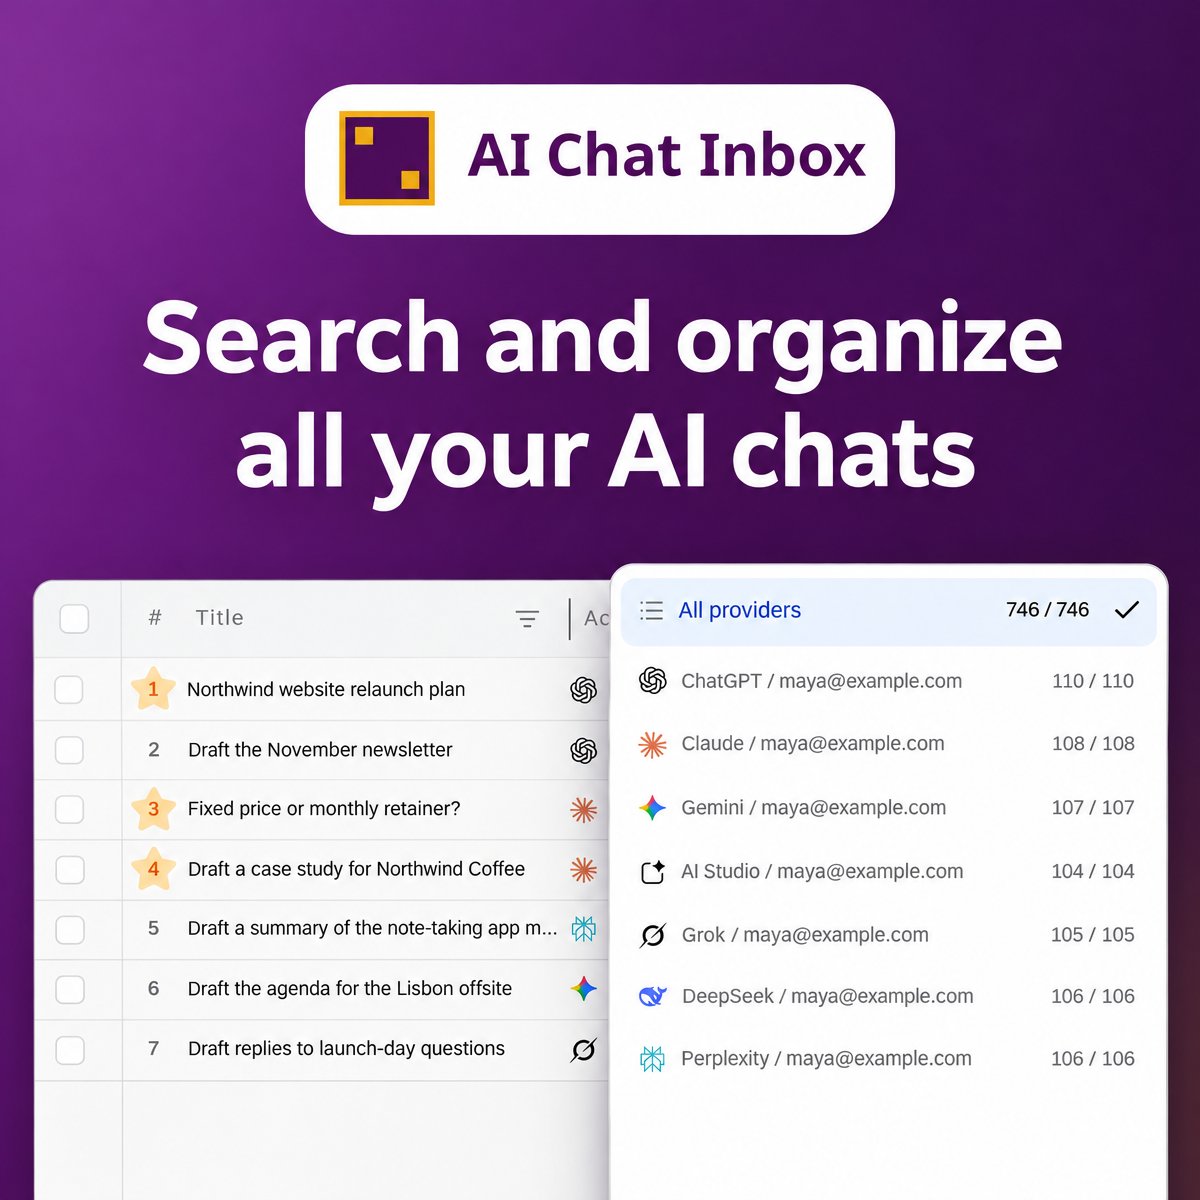 AI Chat Inbox
Search and organize
all your AI chats
# Title Ac
1 Northwind website relaunch plan
2 Draft the November newsletter
3 Fixed price or monthly retainer?
4 Draft a case study for Northwind Coffee
5 Draft a summary of the note-taking app m...
6 Draft the agenda for the Lisbon offsite
7 Draft replies to launch-day questions
All providers 746 / 746
ChatGPT / maya@example.com 110 / 110
Claude / maya@example.com 108 / 108
Gemini / maya@example.com 107 / 107
AI Studio / maya@example.com 104 / 104
Grok / maya@example.com 105 / 105
DeepSeek / maya@example.com 106 / 106
Perplexity / maya@example.com 106 / 106